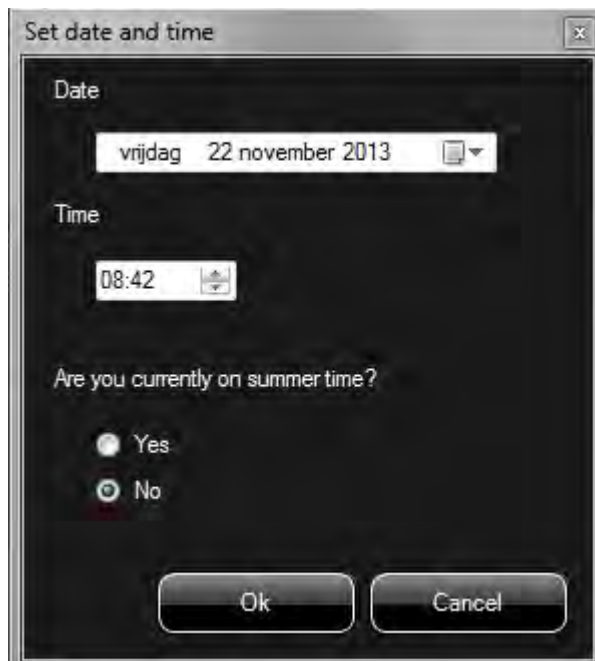 Set date and time
Date
vrijdag 22 november 2013
Time
08:42
Are you currently on summer time?
Yes
No
Ok Cancel